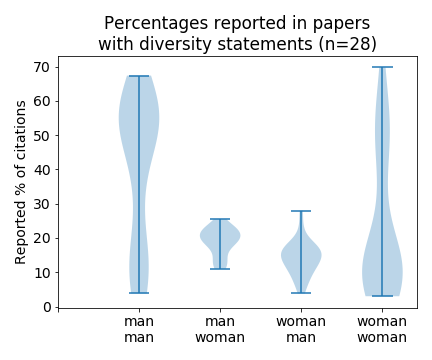 Percentages reported in papers
with diversity statements (n=28)
Reported % of citations
70
60
50
40
30
20
10
0
man man
man woman
woman man
woman woman